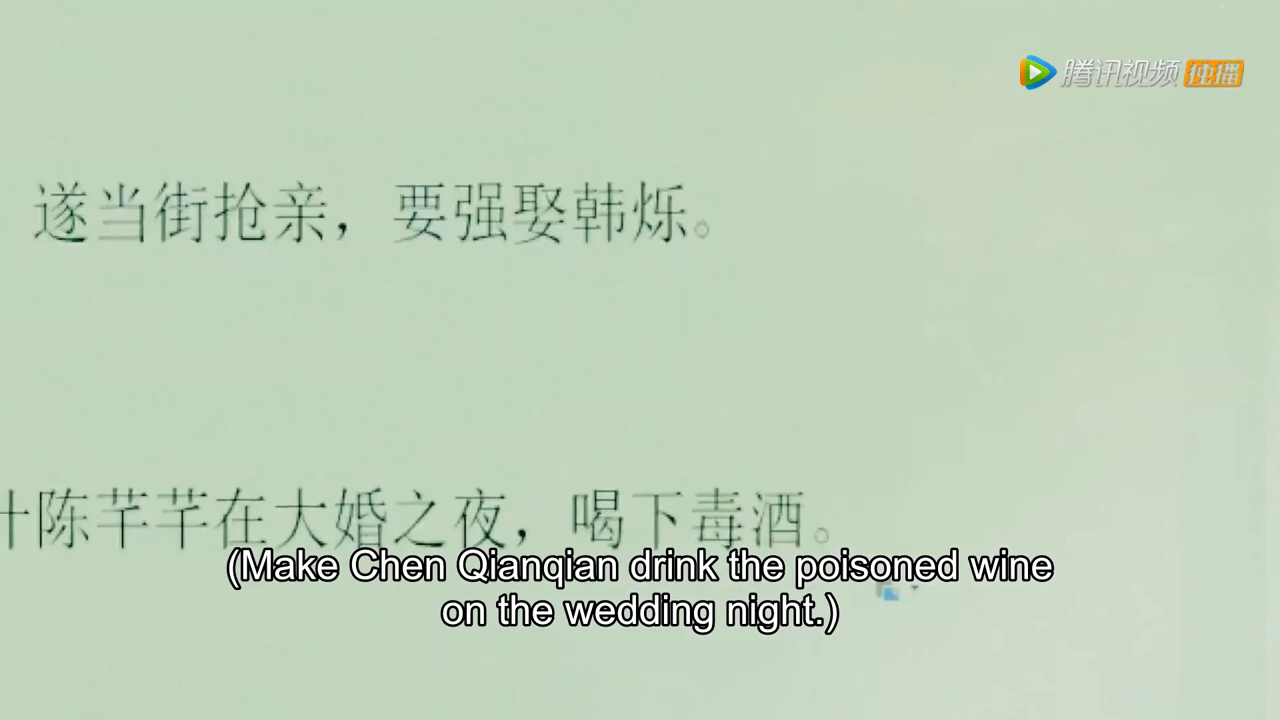 腾讯视频 独播
遂当街抢亲，要强娶韩烁。
计陈芊芊在大婚之夜，喝下毒酒。
(Make Chen Qianqian drink the poisoned wine
on the wedding night.)